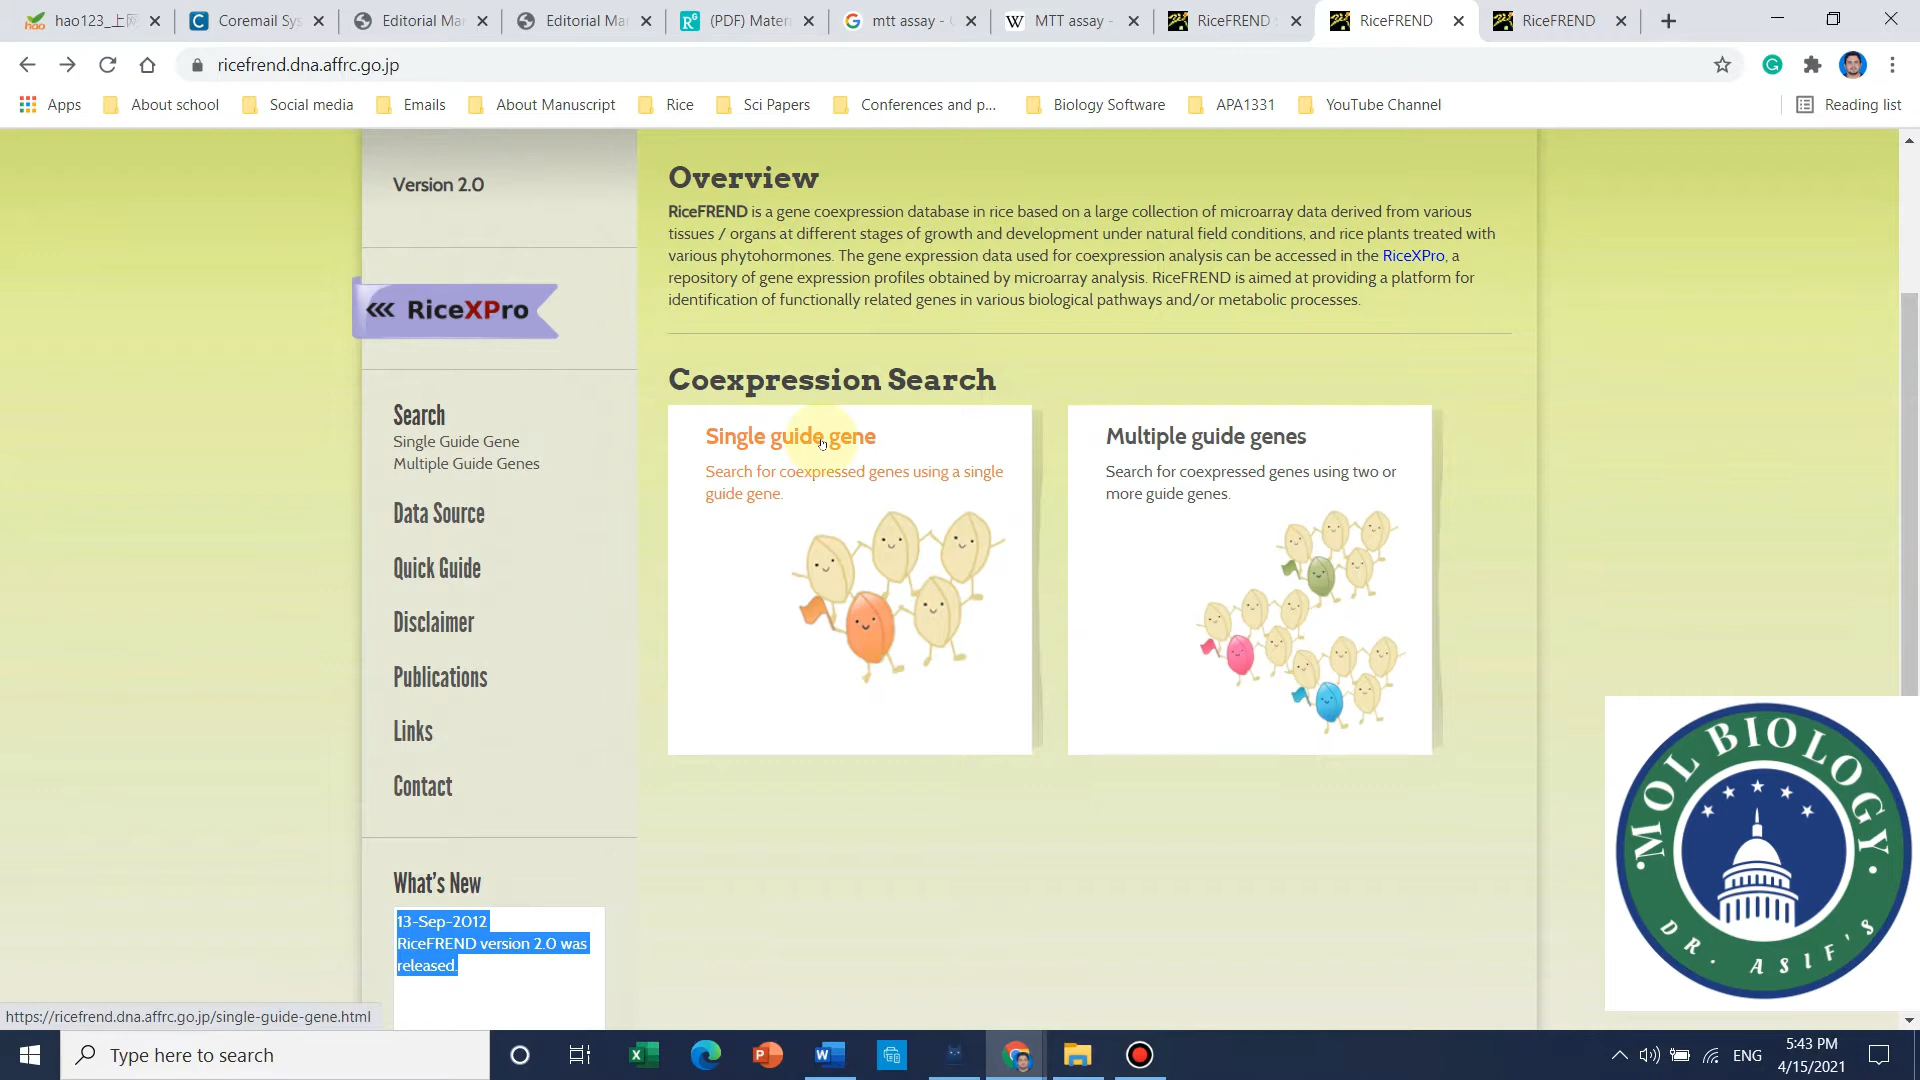 hao123_上网
Coremail Sys
Editorial Man
Editorial Man
(PDF) Materi
mtt assay - G
MTT assay -
RiceFREND
RiceFREND
RiceFREND
ricefrend.dna.affrc.go.jp
Apps
About school
Social media
Emails
About Manuscript
Rice
Sci Papers
Conferences and p...
Biology Software
APA1331
YouTube Channel
Reading list
Version 2.0
<<< RiceXPro
Search
Single Guide Gene
Multiple Guide Genes
Data Source
Quick Guide
Disclaimer
Publications
Links
Contact
What's New
13-Sep-2012
RiceFREND version 2.0 was
released.
Overview
RiceFREND is a gene coexpression database in rice based on a large collection of microarray data derived from various
tissues / organs at different stages of growth and development under natural field conditions, and rice plants treated with
various phytohormones. The gene expression data used for coexpression analysis can be accessed in the RiceXPro, a
repository of gene expression profiles obtained by microarray analysis. RiceFREND is aimed at providing a platform for
identification of functionally related genes in various biological pathways and/or metabolic processes.
Coexpression Search
Single guide gene
Search for coexpressed genes using a single
guide gene.
Multiple guide genes
Search for coexpressed genes using two or
more guide genes.
MOL BIOLOGY
DR. ASIF'S
https://ricefrend.dna.affrc.go.jp/single-guide-gene.html
Type here to search
ENG
5:43 PM
4/15/2021